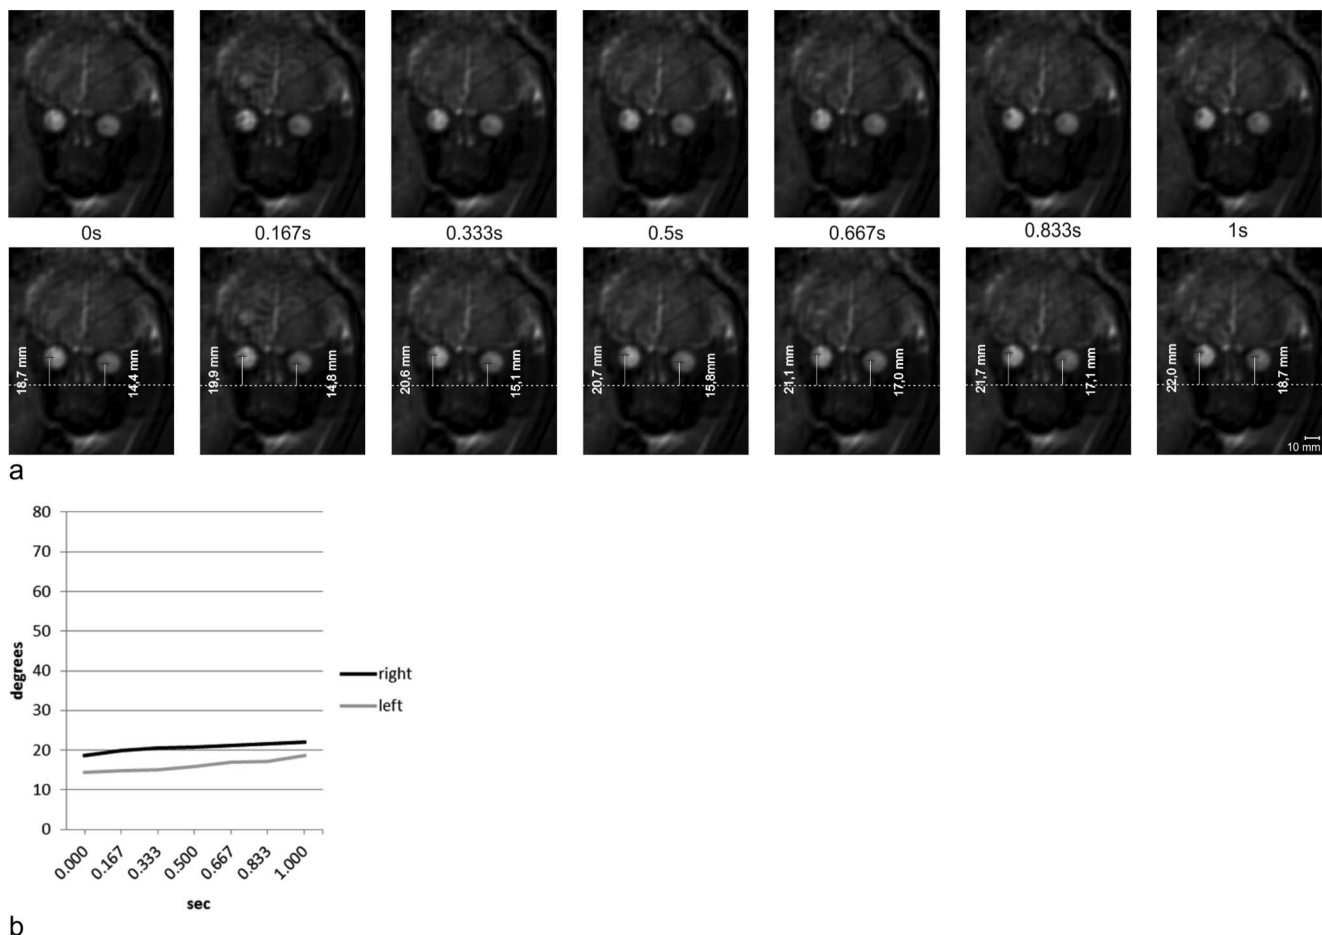 0s
0.167s
0.333s
0.5s
0.667s
0.833s
1s
18,7 mm
14,4 mm
19,9 mm
14,8 mm
20,6 mm
15,1 mm
20,7 mm
15,8mm
21,1 mm
17,0 mm
21,7 mm
17,1 mm
22,0 mm
18,7 mm
10 mm
a
80
70
60
50
40
30
20
10
0
degrees
right
left
0.000
0.167
0.333
0.500
0.667
0.833
1.000
sec
b